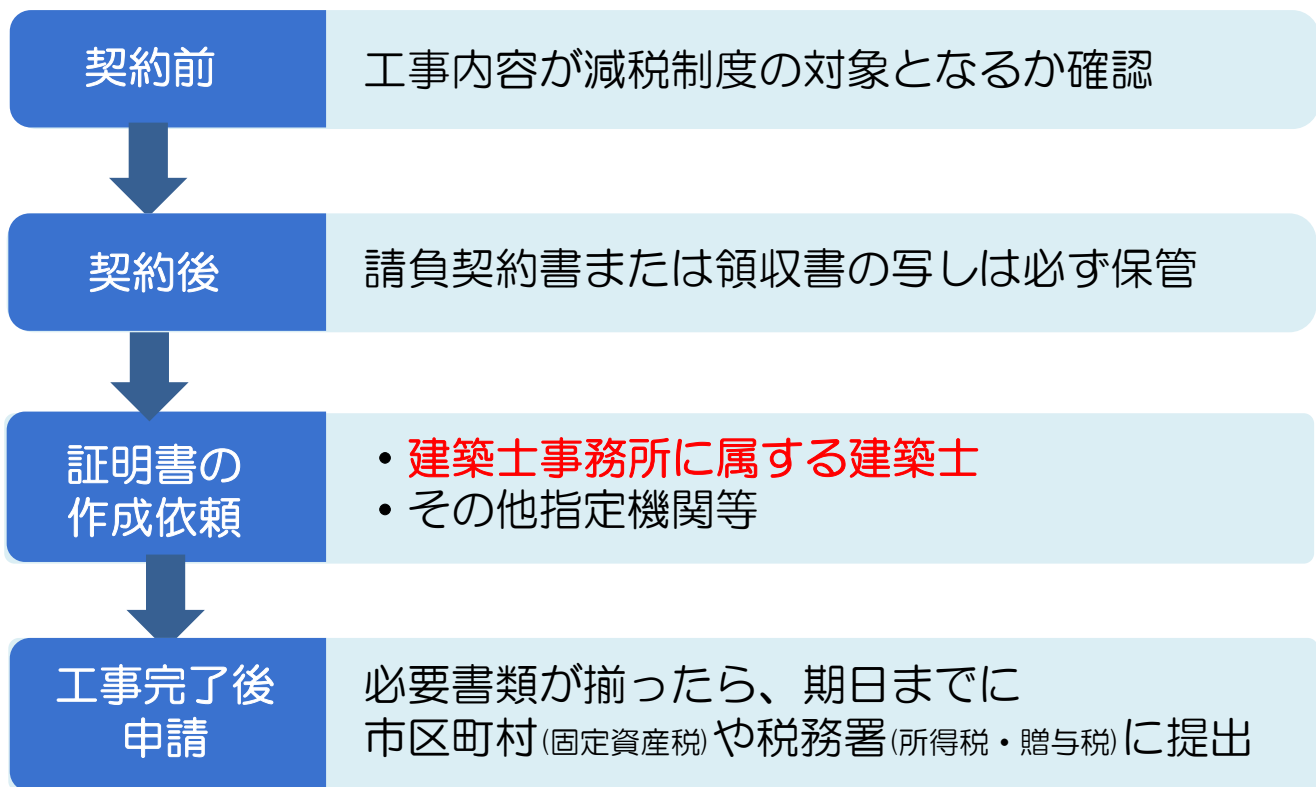 契約前
工事内容が減税制度の対象となるか確認
契約後
請負契約書または領収書の写しは必ず保管
証明書の
作成依頼
・建築士事務所に属する建築士
・その他指定機関等
工事完了後
申請
必要書類が揃ったら、期日までに
市区町村(固定資産税)や税務署(所得税・贈与税)に提出